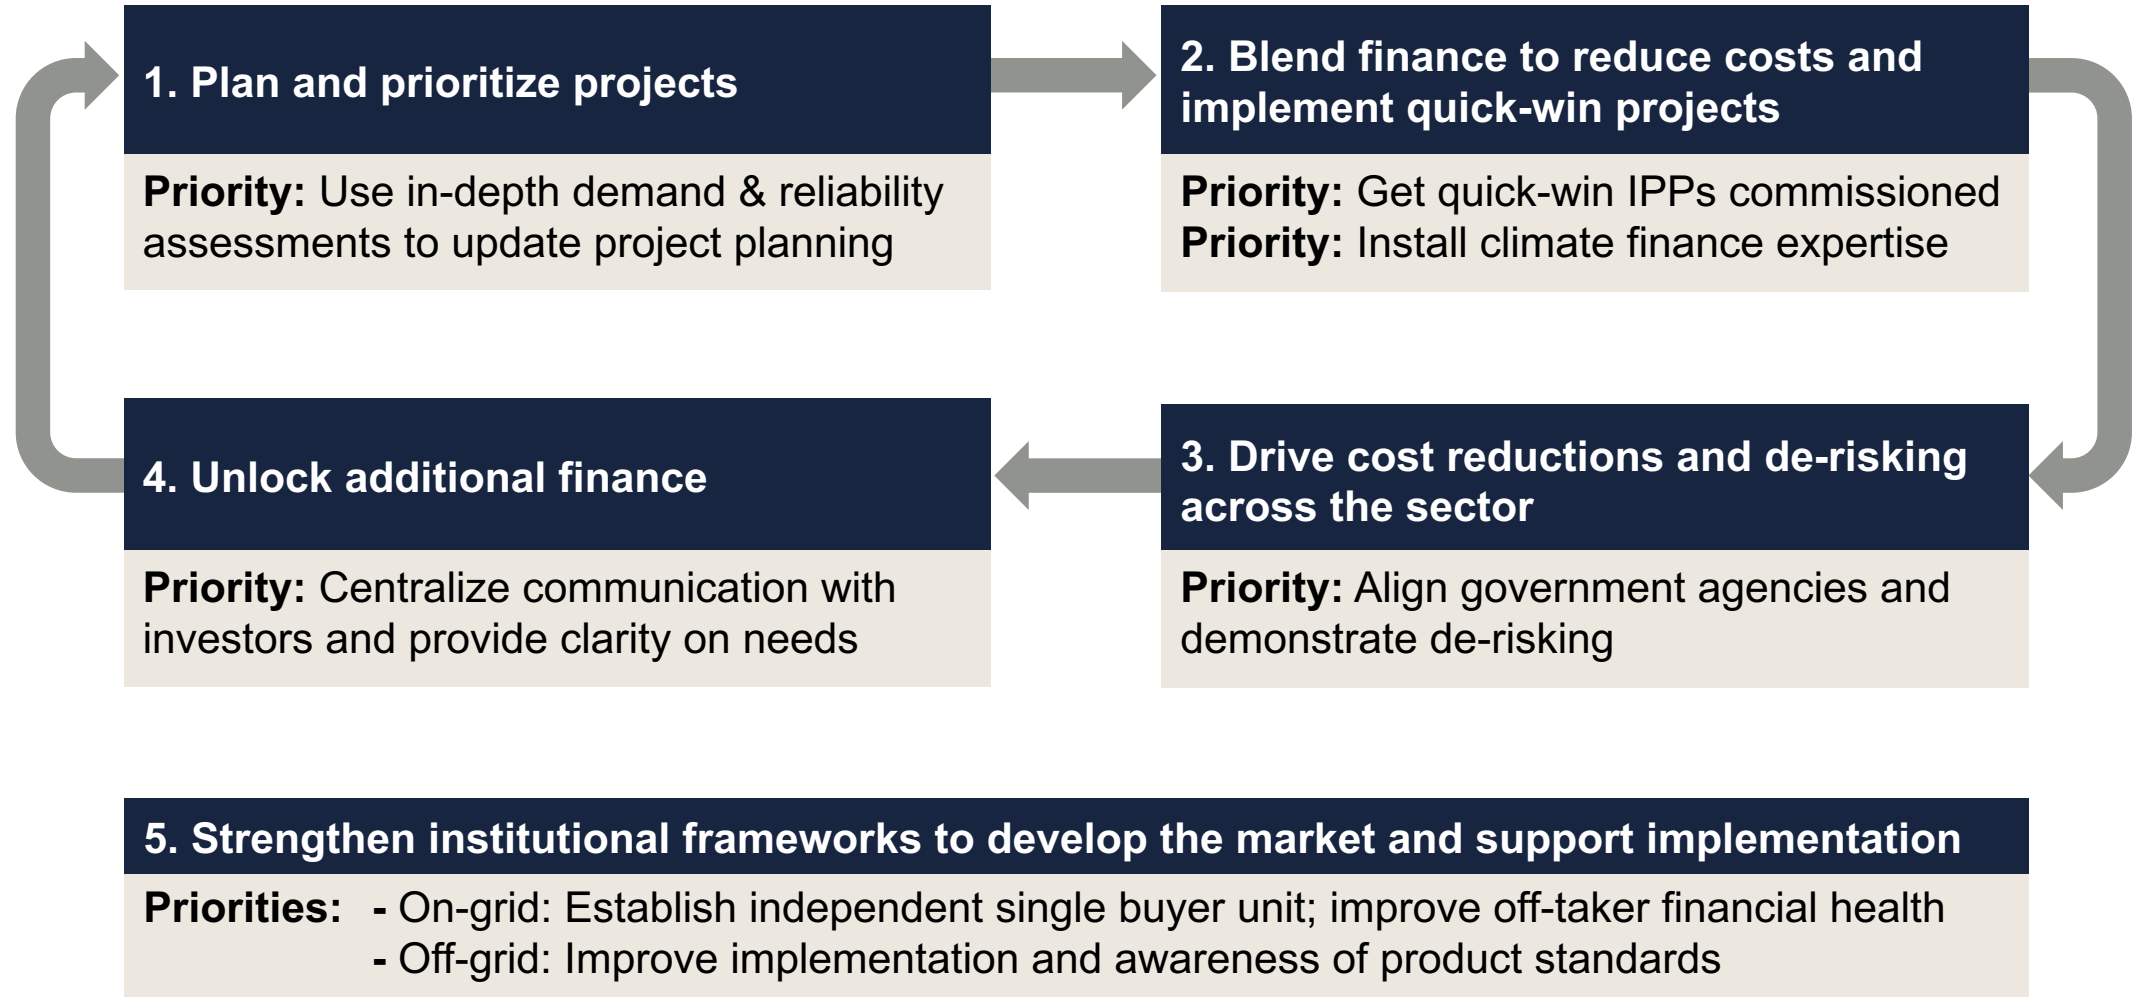 1. Plan and prioritize projects
Priority: Use in-depth demand & reliability
assessments to update project planning
2. Blend finance to reduce costs and
implement quick-win projects
Priority: Get quick-win IPPs commissioned
Priority: Install climate finance expertise
3. Drive cost reductions and de-risking
across the sector
Priority: Align government agencies and
demonstrate de-risking
4. Unlock additional finance
Priority: Centralize communication with
investors and provide clarity on needs
5. Strengthen institutional frameworks to develop the market and support implementation
Priorities: - On-grid: Establish independent single buyer unit; improve off-taker financial health
- Off-grid: Improve implementation and awareness of product standards